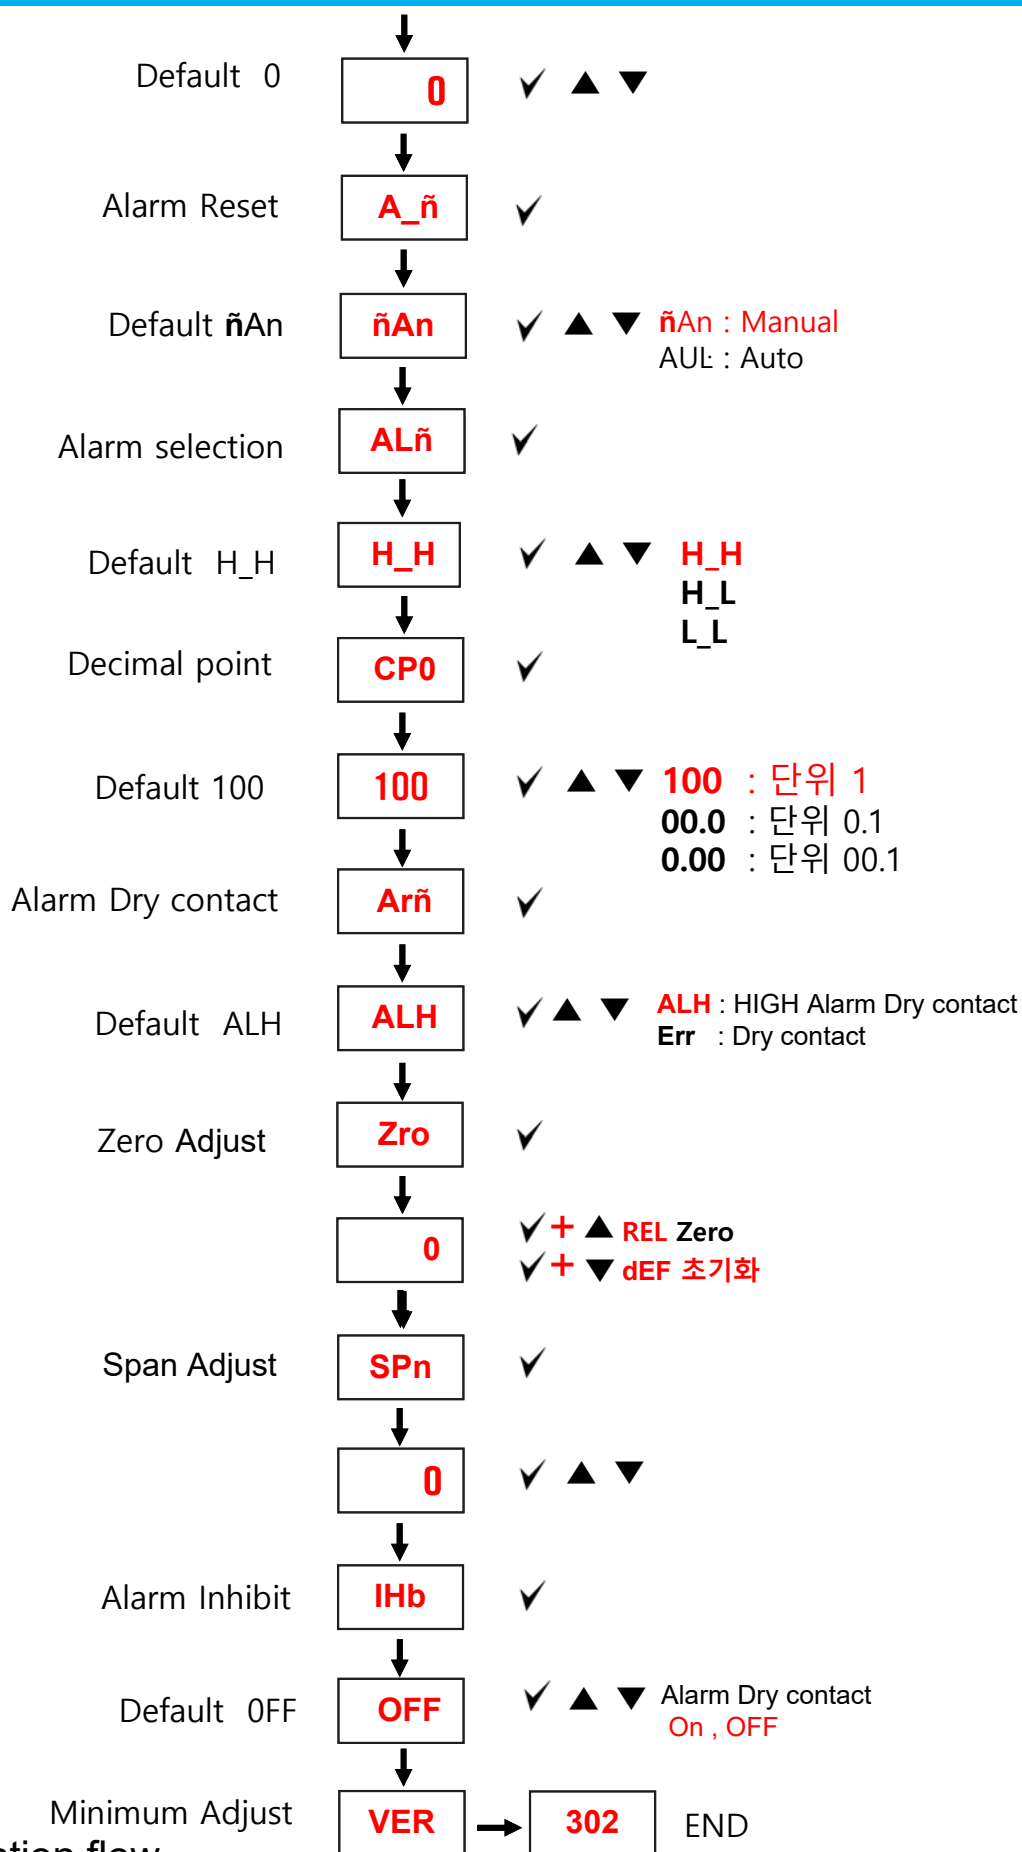 Default 0
0
Alarm Reset
A_ñ
Default ñAn
ñAn
ñAn : Manual
AUŁ : Auto
Alarm selection
ALñ
Default H_H
H_H
H_H
H_L
L_L
Decimal point
CP0
Default 100
100
100 : 단위 1
00.0 : 단위 0.1
0.00 : 단위 00.1
Alarm Dry contact
Arñ
Default ALH
ALH
ALH : HIGH Alarm Dry contact
Err : Dry contact
Zero Adjust
Zro
0
+ ▲ REL Zero
+ ▼ dEF 초기화
Span Adjust
SPn
0
Alarm Inhibit
IHb
Default 0FF
OFF
Alarm Dry contact
On , OFF
Minimum Adjust
VER
302
END
flow